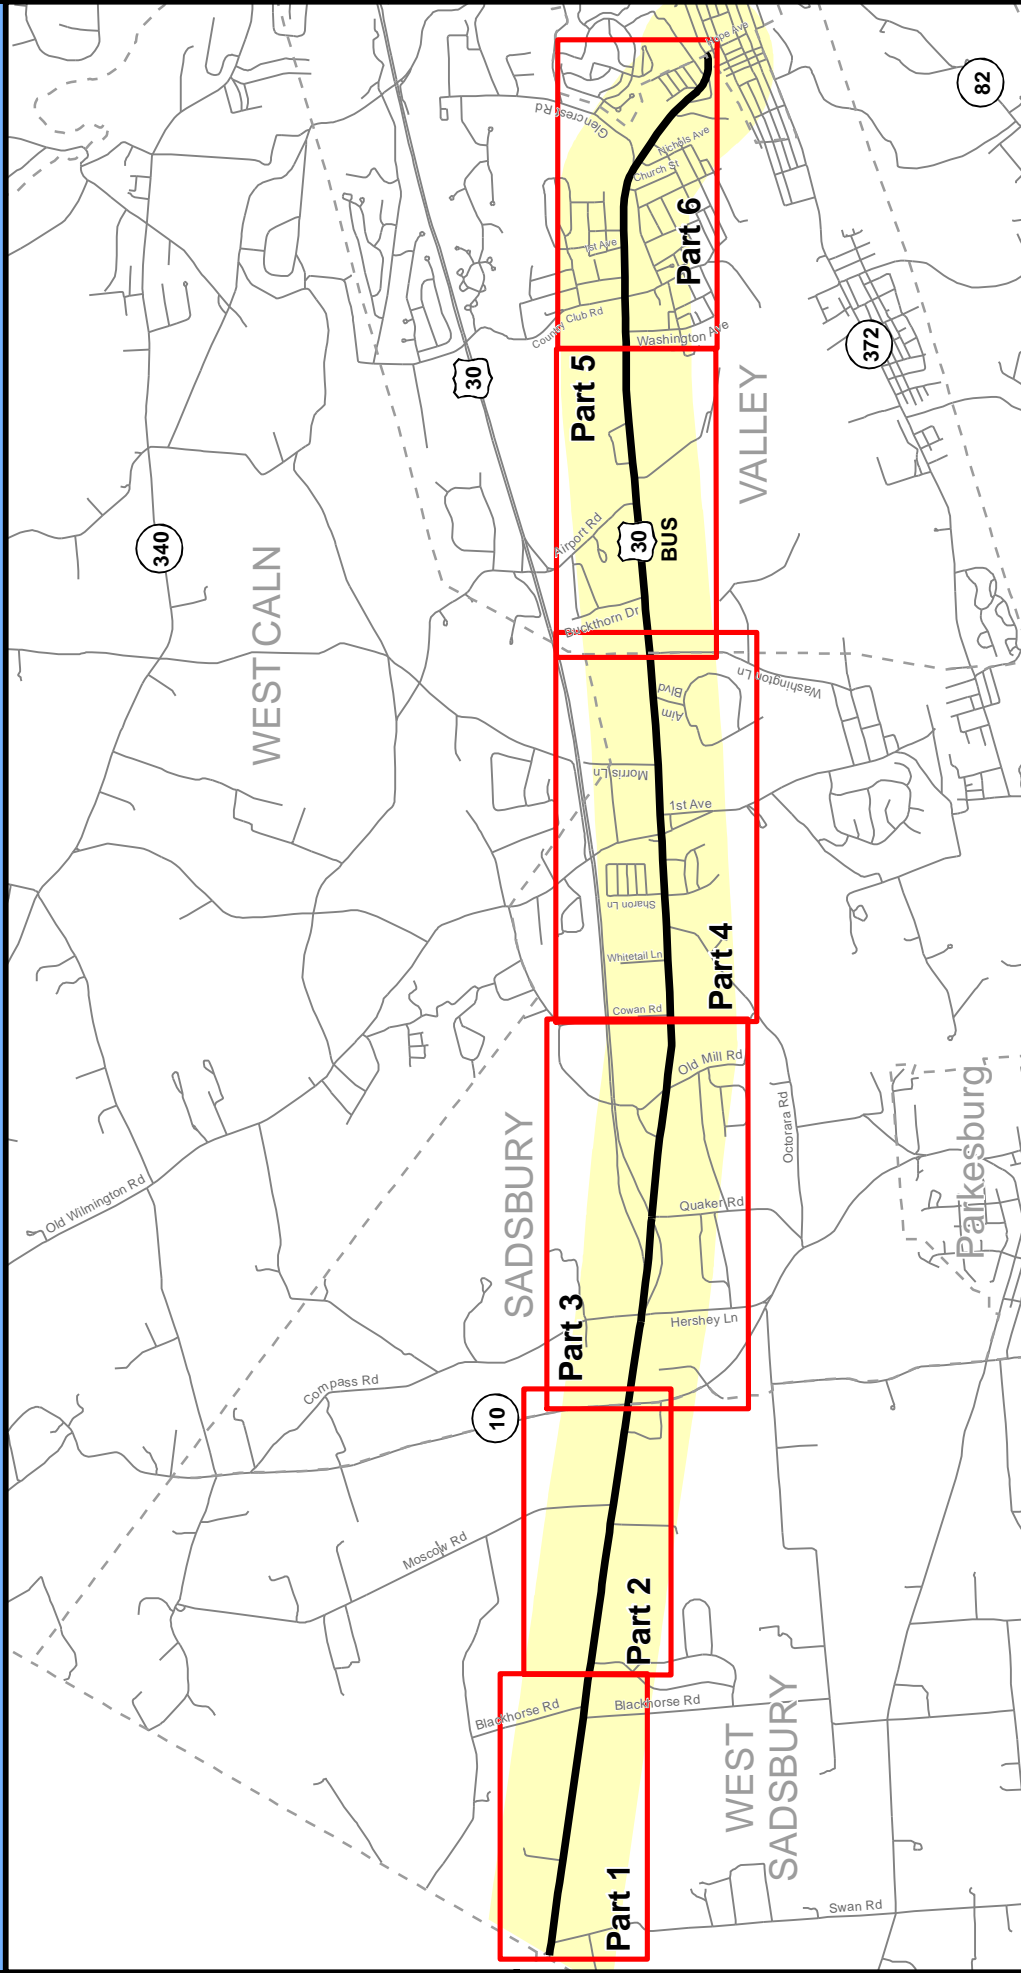 Hope Ave
82
Glencrest Rd
Nichols Ave
Church St
Part 6
1st Ave
Country Club Rd
Washington Ave
372
30
Part 5
VALLEY
340
WEST CALN
Airport Rd
30
BUS
Buckthorn Dr
Washington Ln
Aim
Blvd
Morris Ln
1st Ave
Sharon Ln
Whitetail Ln
Part 4
Cowan Rd
Old Mill Rd
Octorara Rd
Parkesburg
SADSBURY
Old Wilmington Rd
Quaker Rd
Hershey Ln
Part 3
Compass Rd
10
Moscow Rd
Part 2
Blackhorse Rd
Blackhorse Rd
WEST
SADSBURY
Part 1
Swan Rd